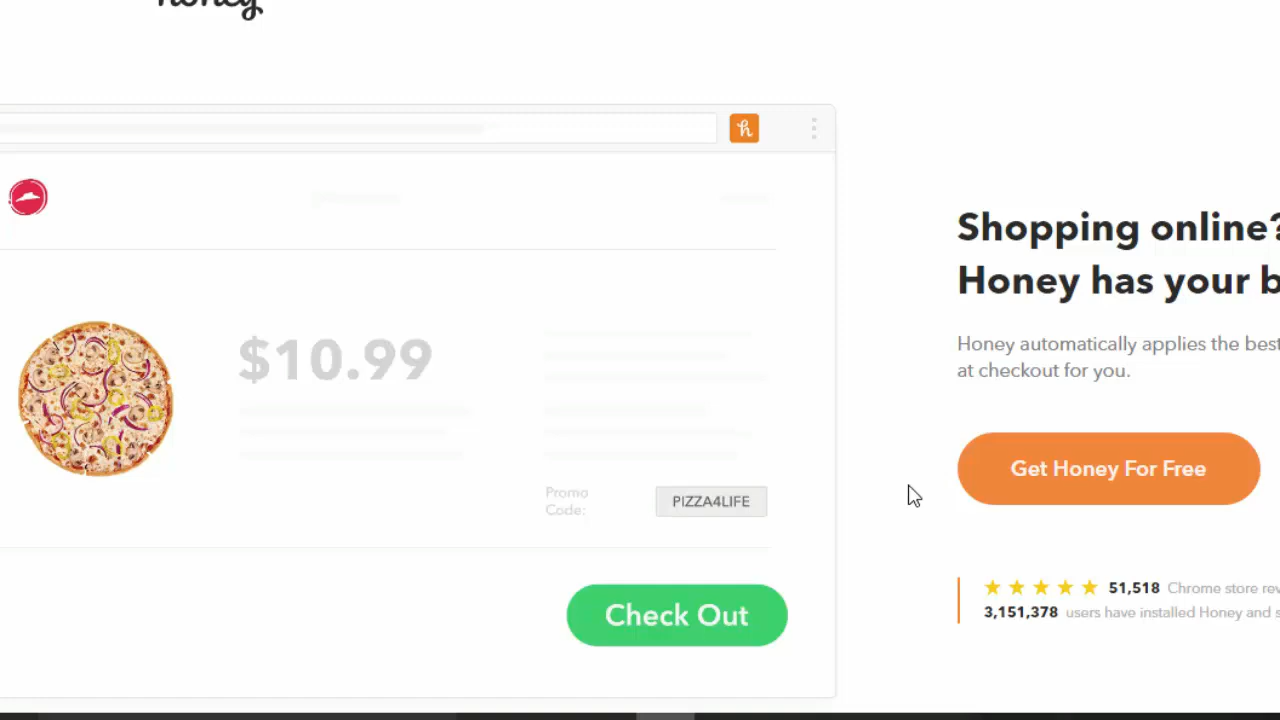 honey
$10.99
Promo
Code:
PIZZA4LIFE
Check Out
Shopping online?
Honey has your b
Honey automatically applies the best
at checkout for you.
Get Honey For Free
51,518 Chrome store rev
3,151,378 users have installed Honey and s